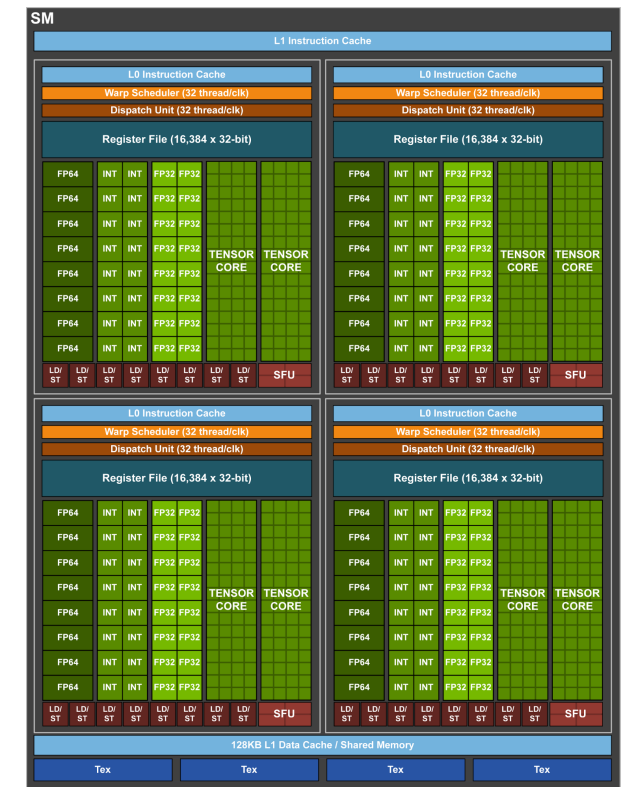 SM
L1 Instruction Cache
L0 Instruction Cache
Warp Scheduler (32 thread/clk)
Dispatch Unit (32 thread/clk)
Register File (16,384 x 32-bit)
FP64 INT INT FP32 FP32
FP64 INT INT FP32 FP32
FP64 INT INT FP32 FP32
FP64 INT INT FP32 FP32
TENSOR CORE TENSOR CORE
FP64 INT INT FP32 FP32
FP64 INT INT FP32 FP32
FP64 INT INT FP32 FP32
FP64 INT INT FP32 FP32
LD/ST LD/ST LD/ST LD/ST LD/ST LD/ST LD/ST LD/ST SFU
L0 Instruction Cache
Warp Scheduler (32 thread/clk)
Dispatch Unit (32 thread/clk)
Register File (16,384 x 32-bit)
FP64 INT INT FP32 FP32
FP64 INT INT FP32 FP32
FP64 INT INT FP32 FP32
FP64 INT INT FP32 FP32
TENSOR CORE TENSOR CORE
FP64 INT INT FP32 FP32
FP64 INT INT FP32 FP32
FP64 INT INT FP32 FP32
FP64 INT INT FP32 FP32
LD/ST LD/ST LD/ST LD/ST LD/ST LD/ST LD/ST LD/ST SFU
L0 Instruction Cache
Warp Scheduler (32 thread/clk)
Dispatch Unit (32 thread/clk)
Register File (16,384 x 32-bit)
FP64 INT INT FP32 FP32
FP64 INT INT FP32 FP32
FP64 INT INT FP32 FP32
FP64 INT INT FP32 FP32
TENSOR CORE TENSOR CORE
FP64 INT INT FP32 FP32
FP64 INT INT FP32 FP32
FP64 INT INT FP32 FP32
FP64 INT INT FP32 FP32
LD/ST LD/ST LD/ST LD/ST LD/ST LD/ST LD/ST LD/ST SFU
L0 Instruction Cache
Warp Scheduler (32 thread/clk)
Dispatch Unit (32 thread/clk)
Register File (16,384 x 32-bit)
FP64 INT INT FP32 FP32
FP64 INT INT FP32 FP32
FP64 INT INT FP32 FP32
FP64 INT INT FP32 FP32
TENSOR CORE TENSOR CORE
FP64 INT INT FP32 FP32
FP64 INT INT FP32 FP32
FP64 INT INT FP32 FP32
FP64 INT INT FP32 FP32
LD/ST LD/ST LD/ST LD/ST LD/ST LD/ST LD/ST LD/ST SFU
128KB L1 Data Cache / Shared Memory
Tex Tex Tex Tex